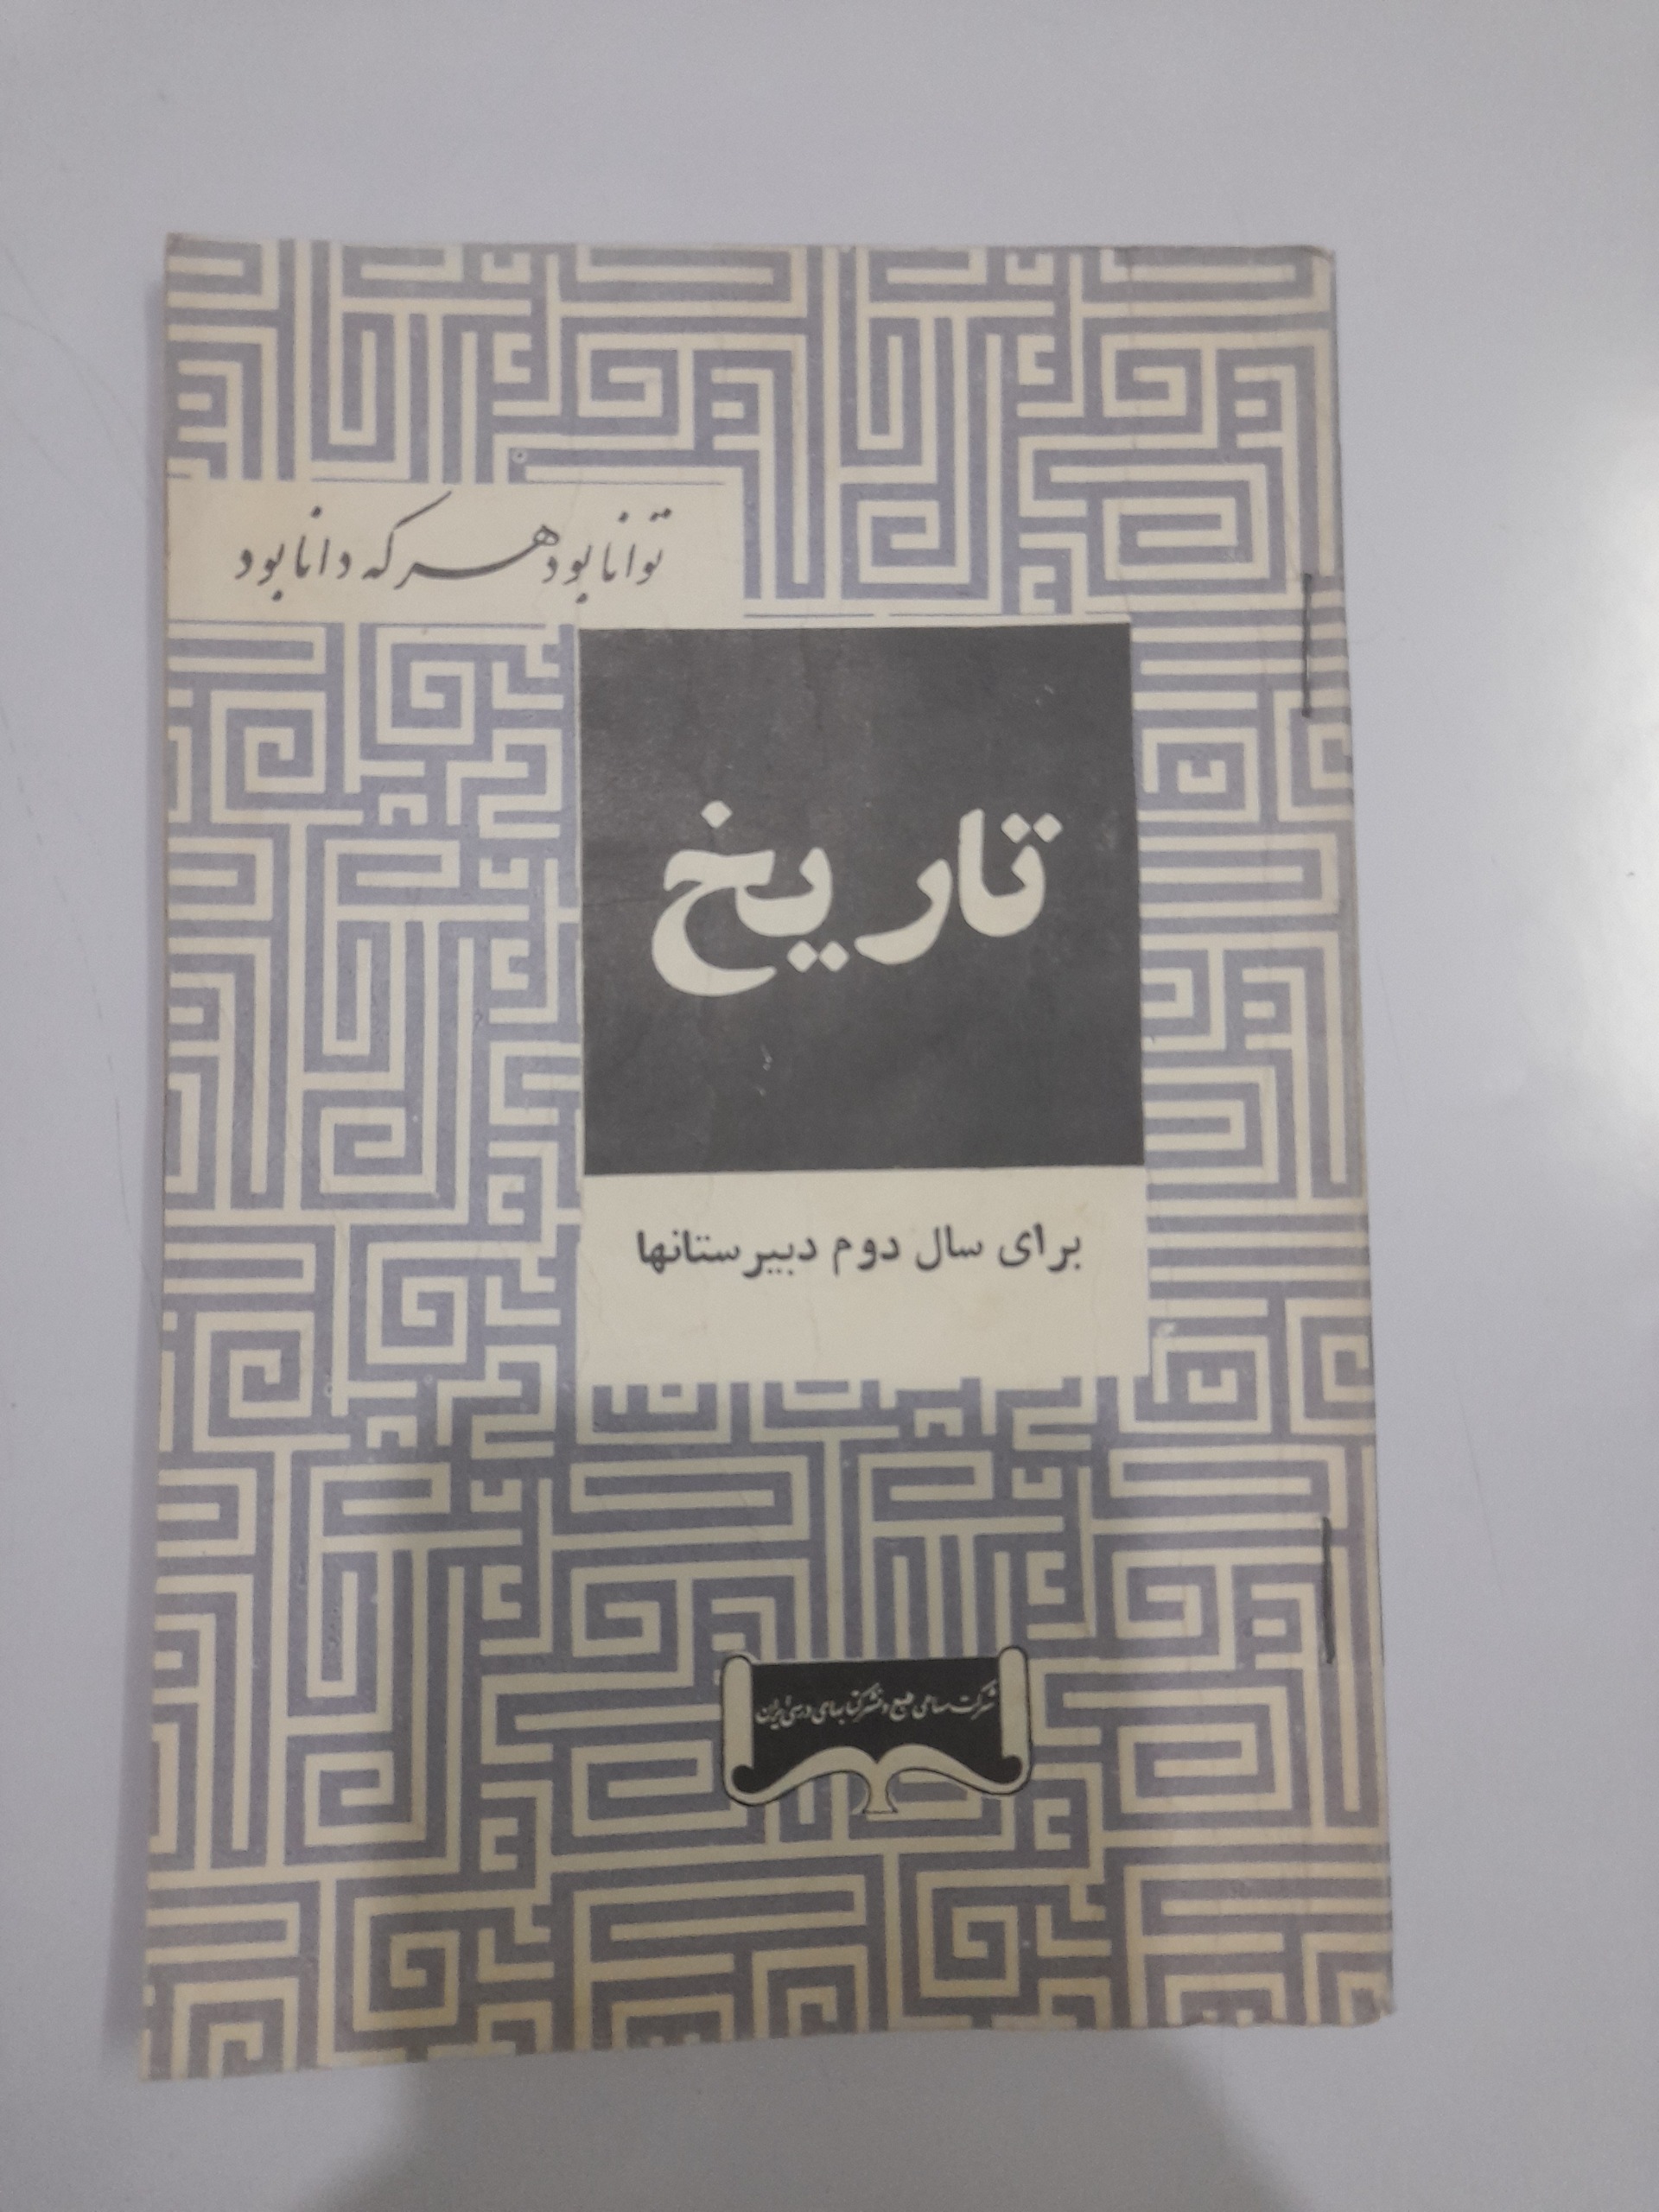 توانا بود هر که دانا بود
تاریخ
برای سال دوم دبیرستانها
شرکت سهامی طبع و نشر کتابهای درسی ایران